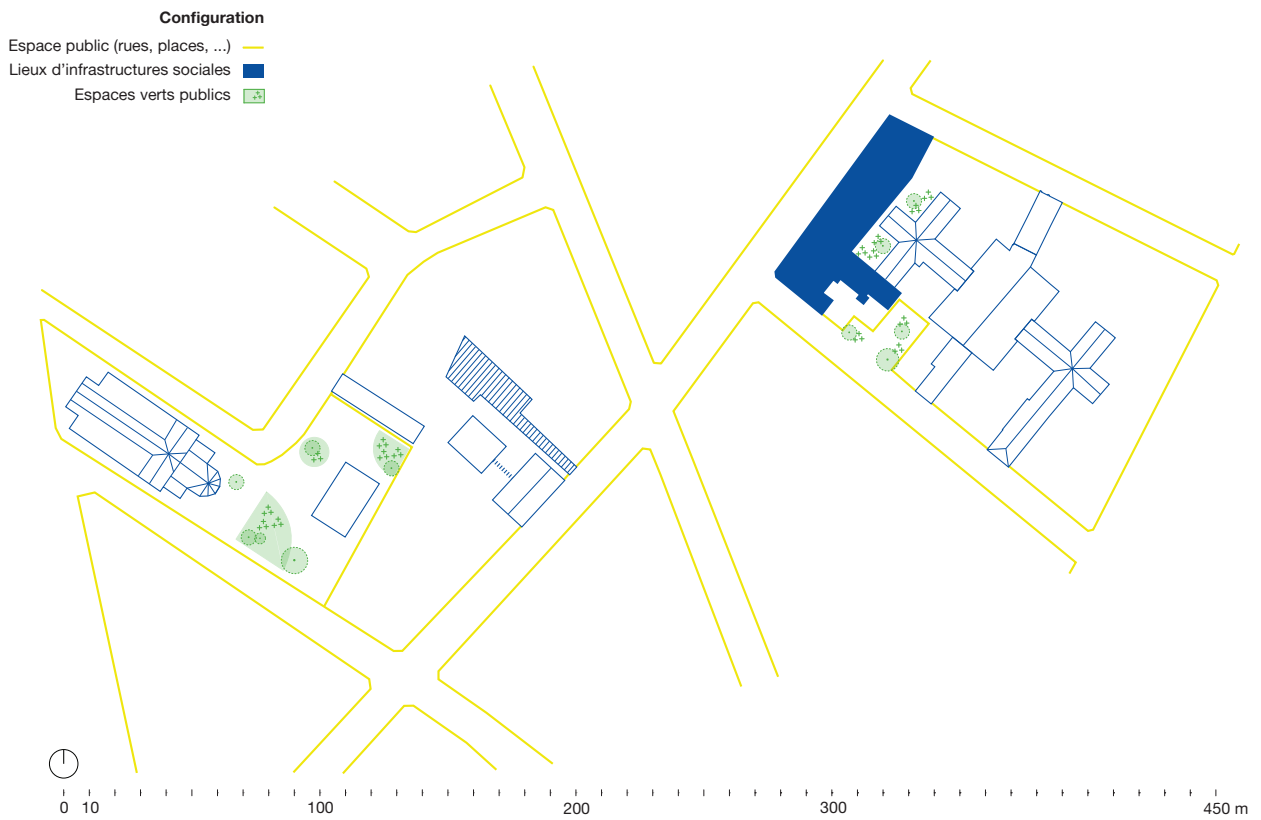 Configuration
Espace public (rues, places, ...)
Lieux d'infrastructures sociales
Espaces verts publics
0 10 100 200 300 450 m